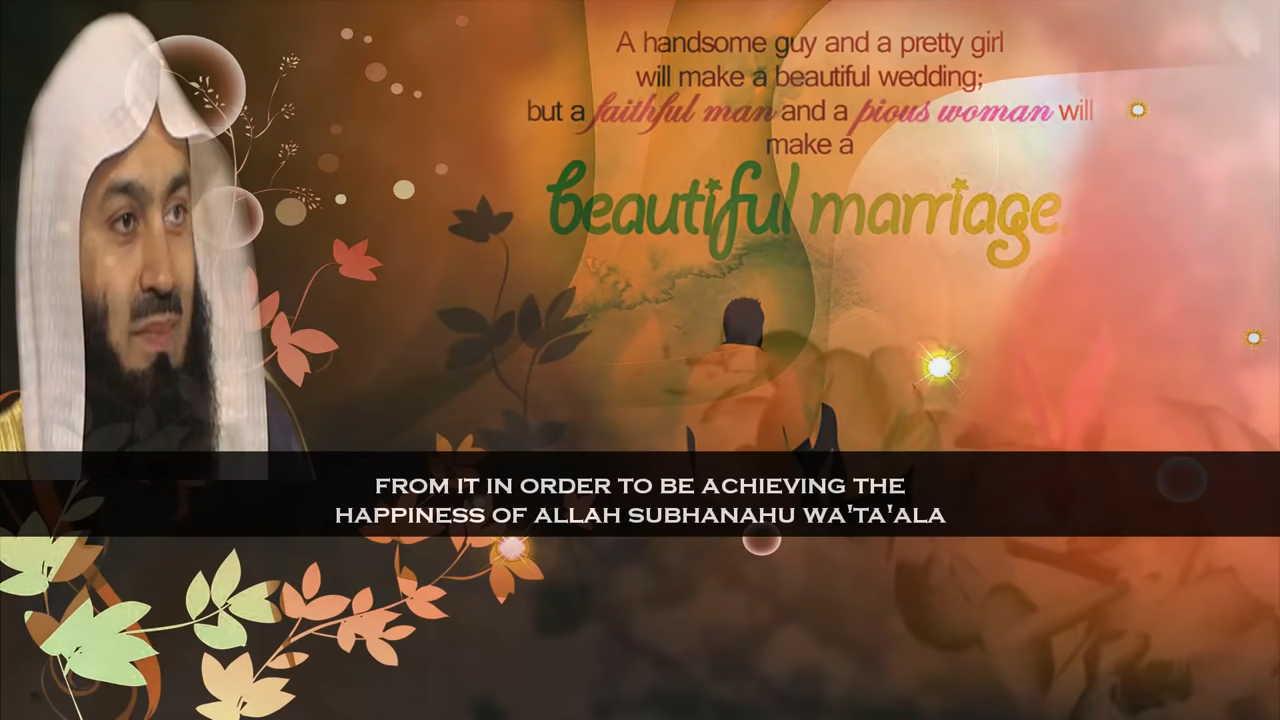 A handsome guy and a pretty girl
will make a beautiful wedding;
but a faithful man and a pious woman will
make a
beautiful marriage.
FROM IT IN ORDER TO BE ACHIEVING THE
HAPPINESS OF ALLAH SUBHANAHU WA'TA'ALA